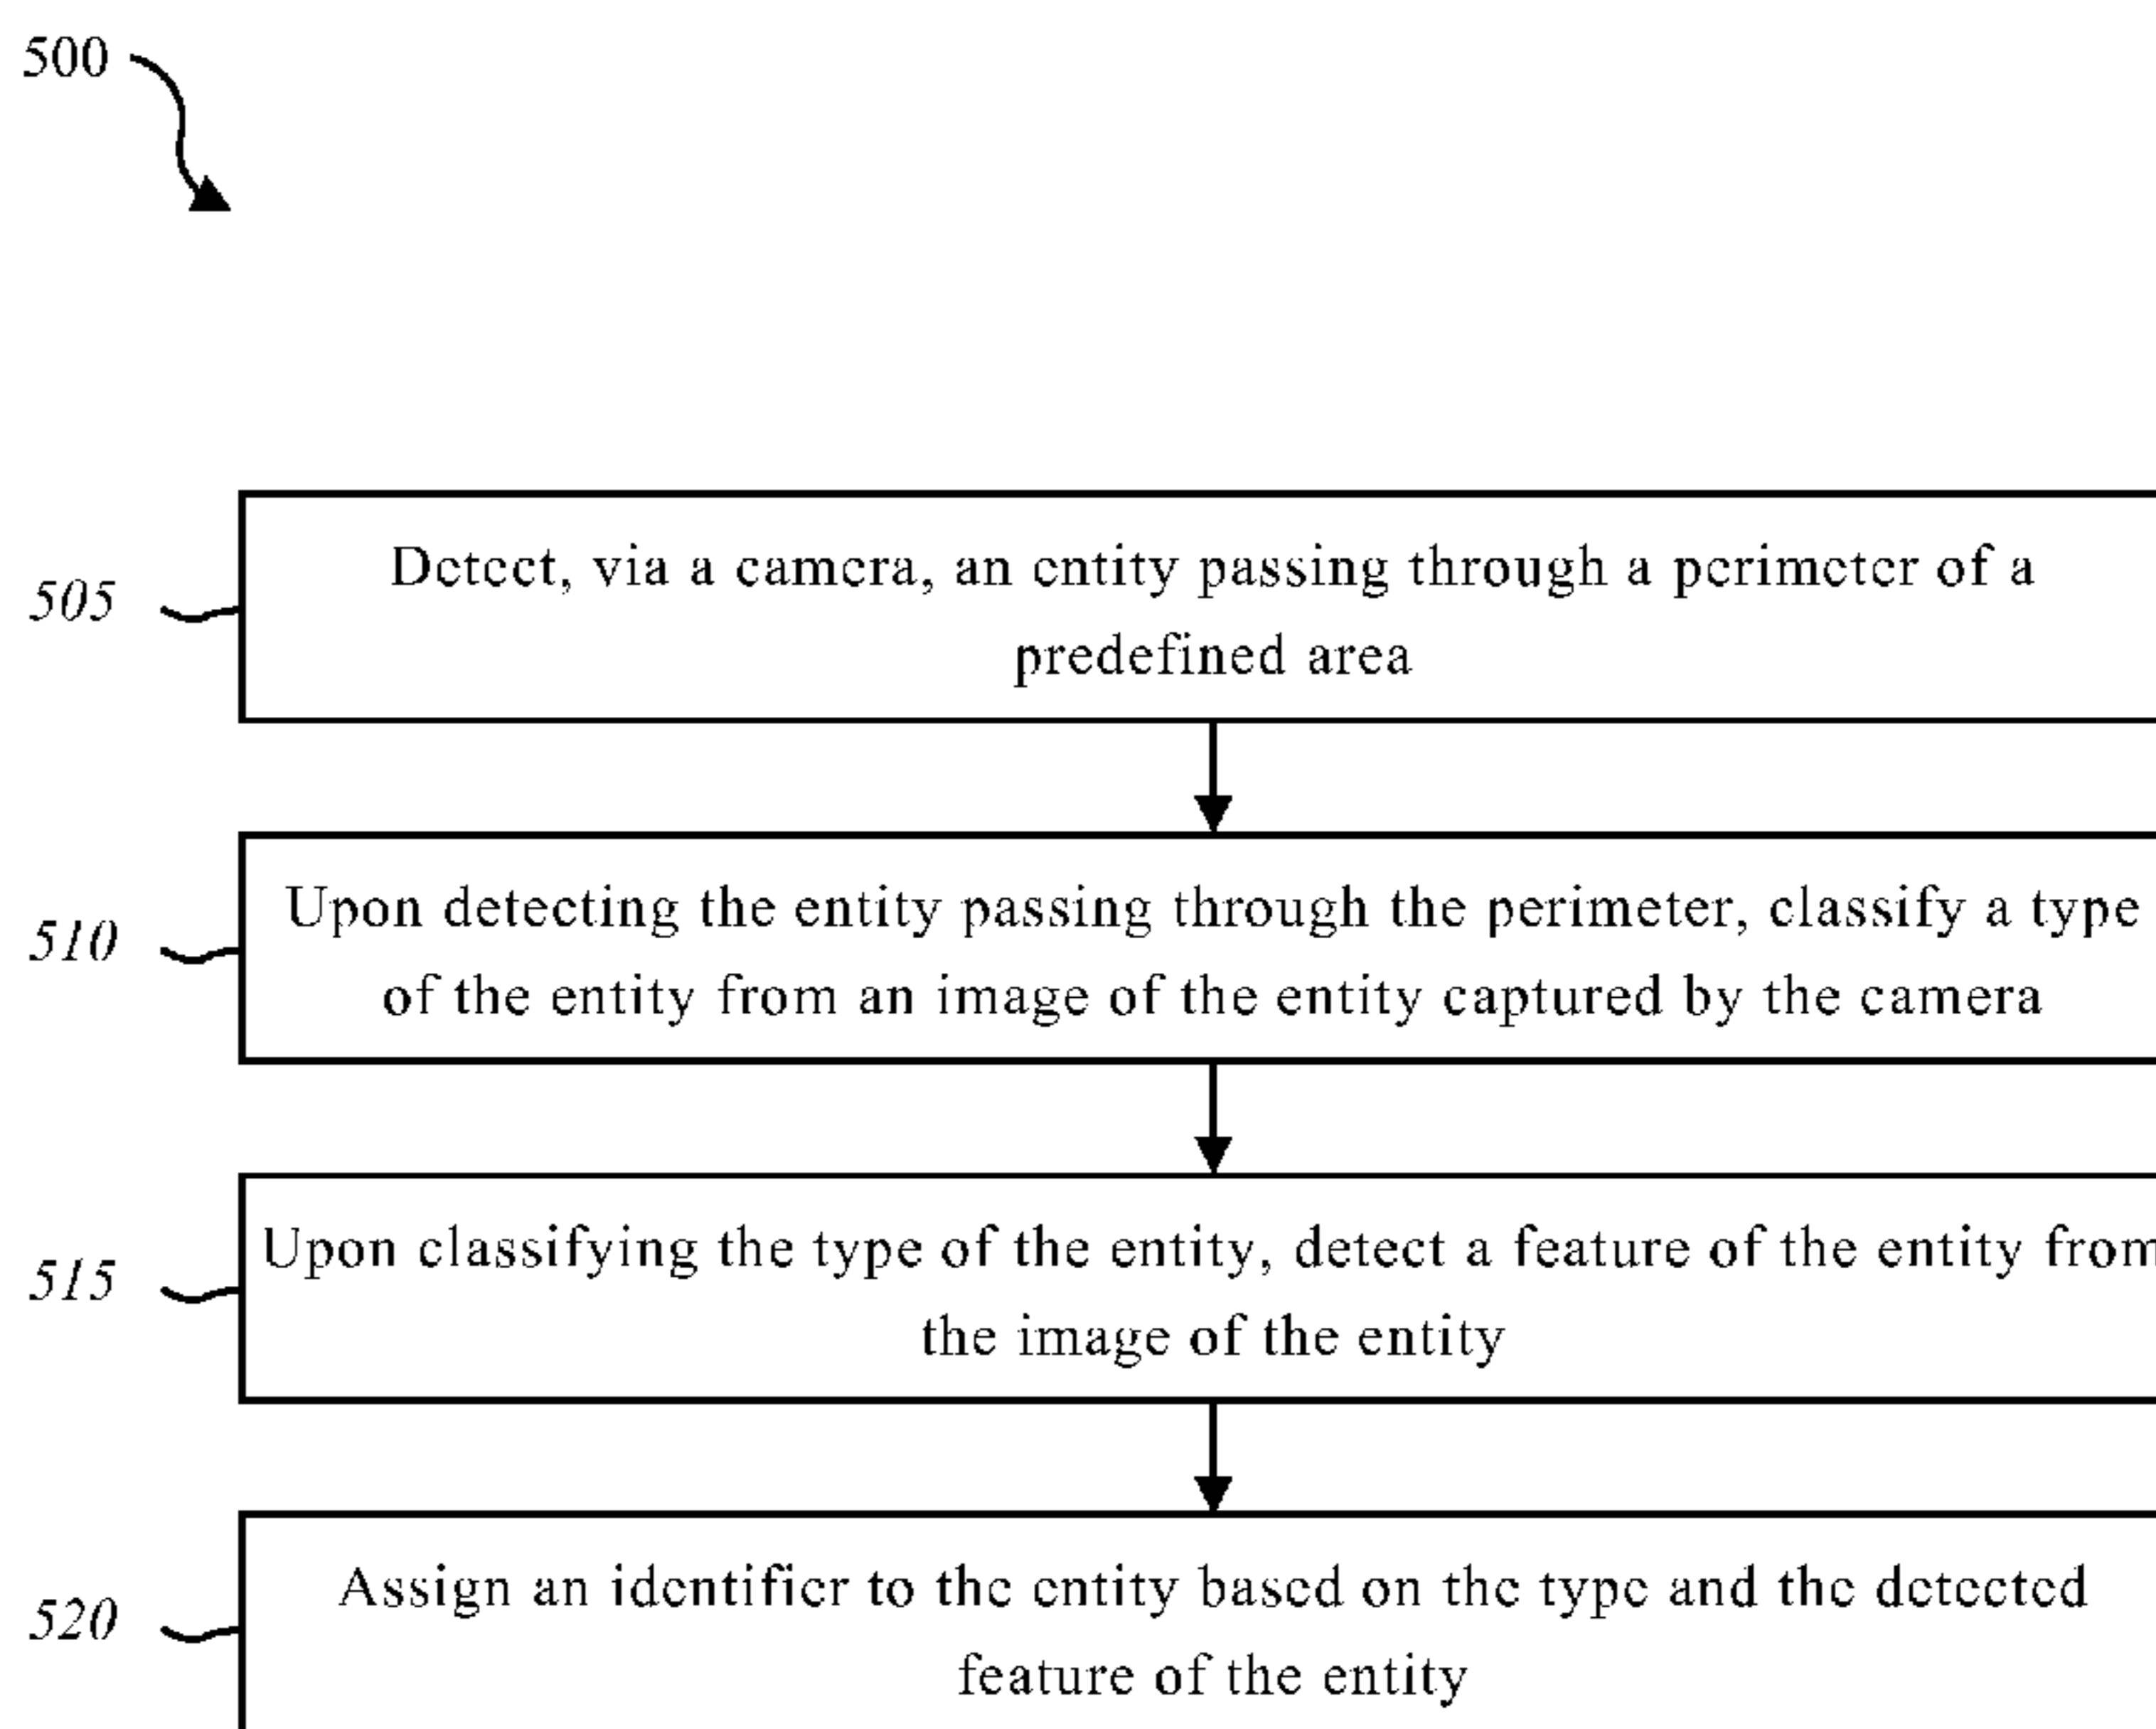 500
505
Detect, via a camera, an entity passing through a perimeter of a
predefined area
510
Upon detecting the entity passing through the perimeter, classify a type
of the entity from an image of the entity captured by the camera
515
Upon classifying the type of the entity, detect a feature of the entity from
the image of the entity
520
Assign an identifier to the entity based on the type and the detected
feature of the entity